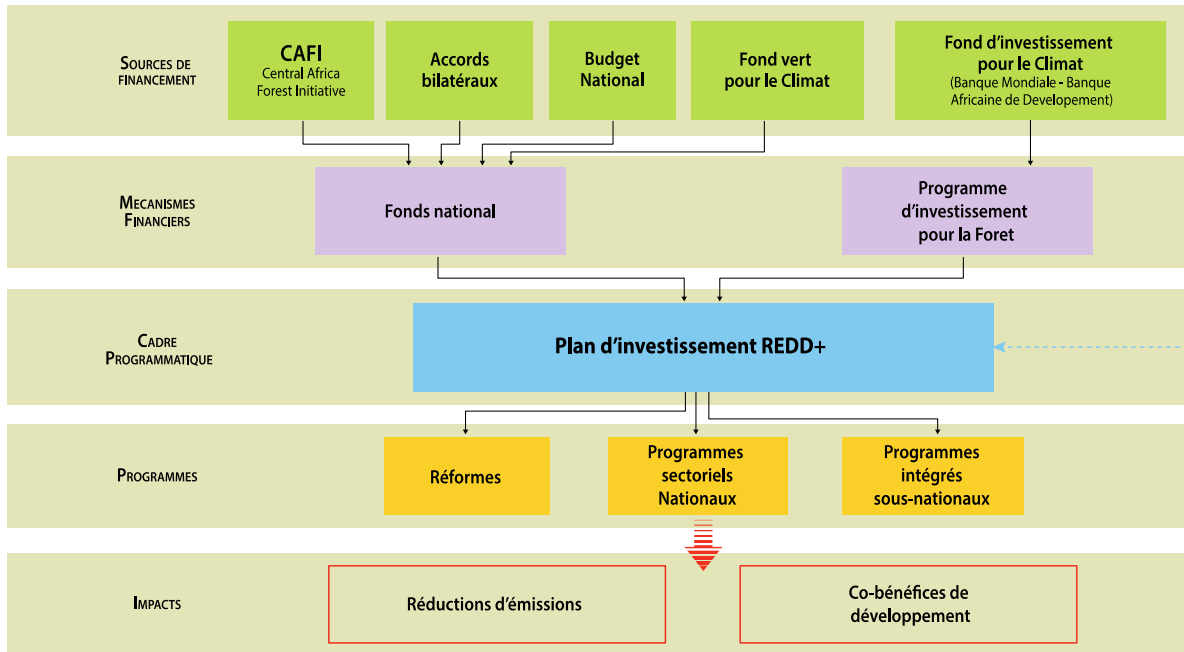 SOURCES DE
FINANCEMENT
CAFI
Central Africa
Forest Initiative
Accords
bilatéraux
Budget
National
Fond vert
pour le Climat
Fond d'investissement
pour le Climat
(Banque Mondiale - Banque
Africaine de Developement)
MECANISMES
FINANCIERS
Fonds national
Programme
d'investissement
pour la Foret
CADRE
PROGRAMMATIQUE
Plan d'investissement REDD+
PROGRAMMES
Réformes
Programmes
sectoriels
Nationaux
Programmes
intégrés
sous-nationaux
IMPACTS
Réductions d'émissions
Co-bénéfices de
développement